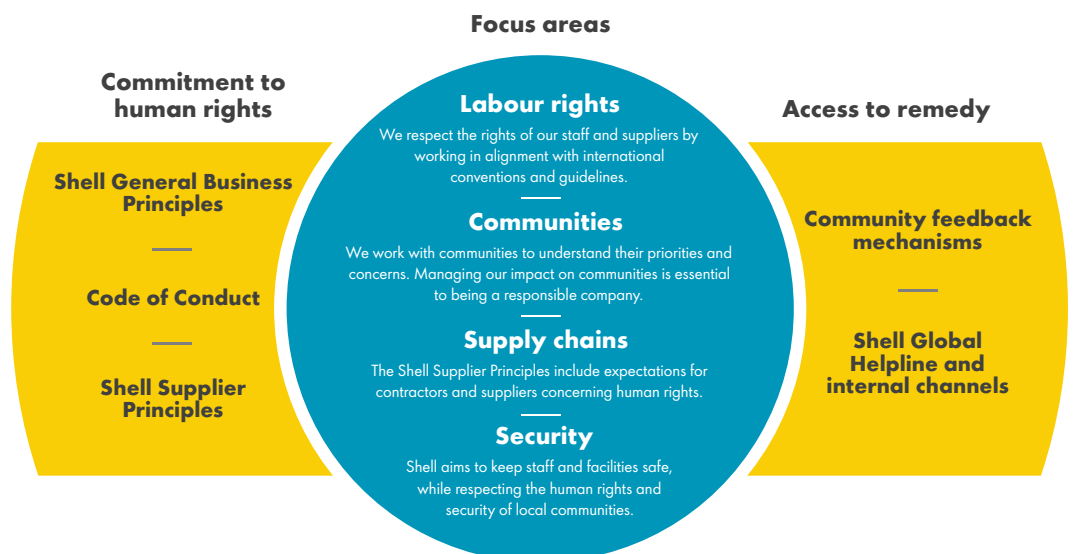 Focus areas
Commitment to
human rights
Shell General Business
Principles
Code of Conduct
Shell Supplier
Principles
Labour rights
We respect the rights of our staff and suppliers by
working in alignment with international
conventions and guidelines.
Communities
We work with communities to understand their priorities and
concerns. Managing our impact on communities is essential
to being a responsible company.
Supply chains
The Shell Supplier Principles include expectations for
contractors and suppliers concerning human rights.
Security
Shell aims to keep staff and facilities safe,
while respecting the human rights and
security of local communities.
Access to remedy
Community feedback
mechanisms
Shell Global
Helpline and
internal channels